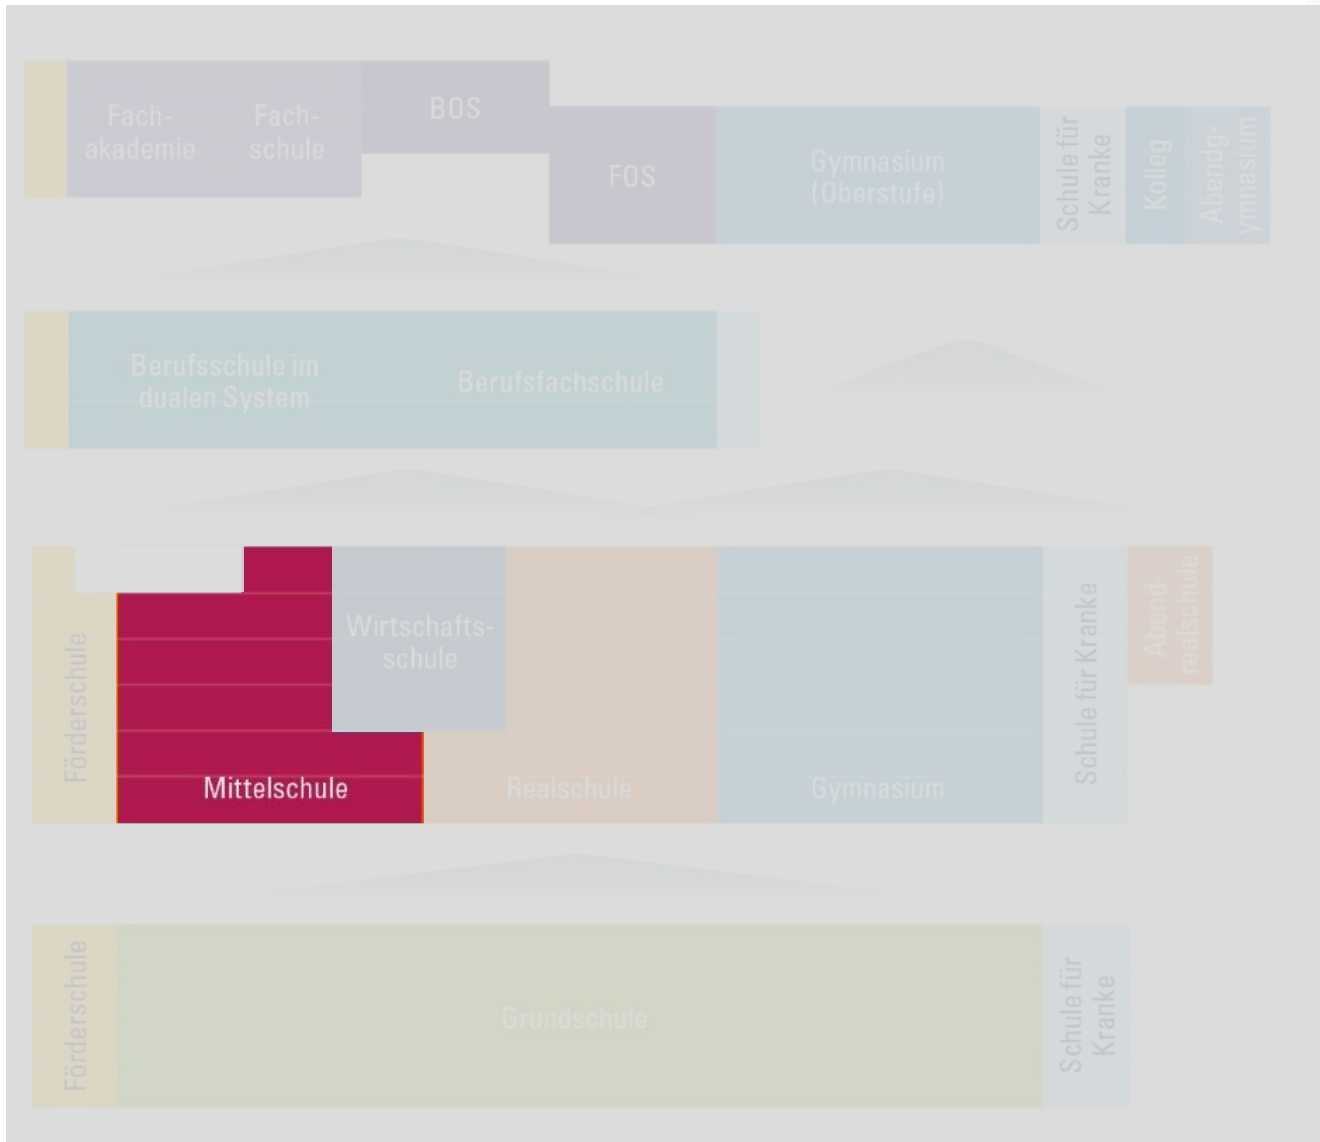 Fach-
akademie
Fach-
schule
BOS
FOS
Gymnasium
(Oberstufe)
Schule für
Kranke
Kolleg
Abendg-
ymnasium
Berufsschule im
dualen System
Berufsfachschule
Förderschule
Mittelschule
Wirtschafts-
schule
Realschule
Gymnasium
Schule für Kranke
Abend-
realschule
Förderschule
Grundschule
Schule für
Kranke